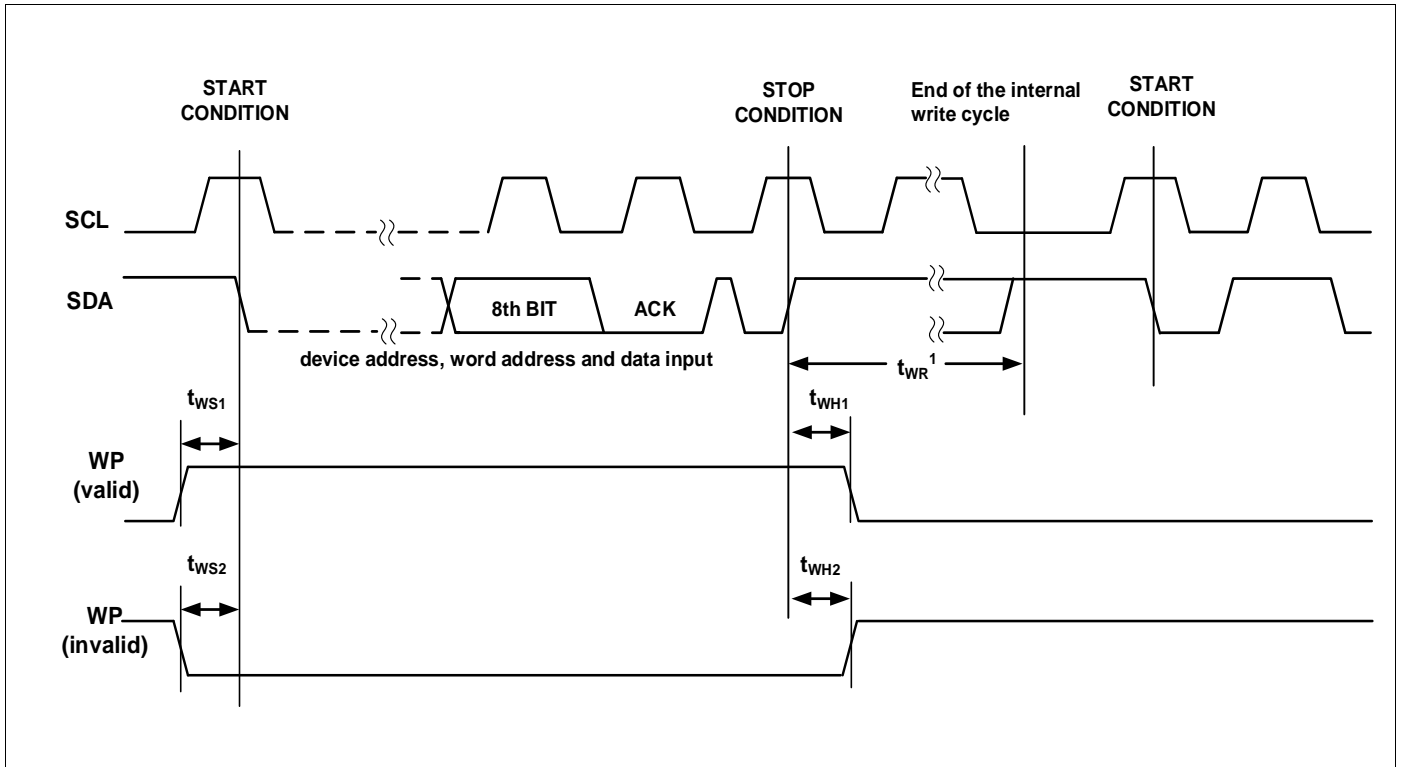 START
CONDITION
STOP
CONDITION
End of the internal
write cycle
START
CONDITION
SCL
SDA
8th BIT
ACK
device address, word address and data input
tWR1
tWS1
tWH1
WP
(valid)
tWS2
tWH2
WP
(invalid)